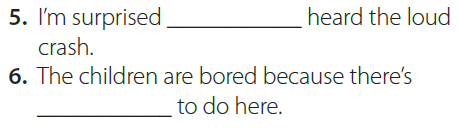 5. I'm surprised ____________ heard the loud
crash.
6. The children are bored because there's
____________ to do here.